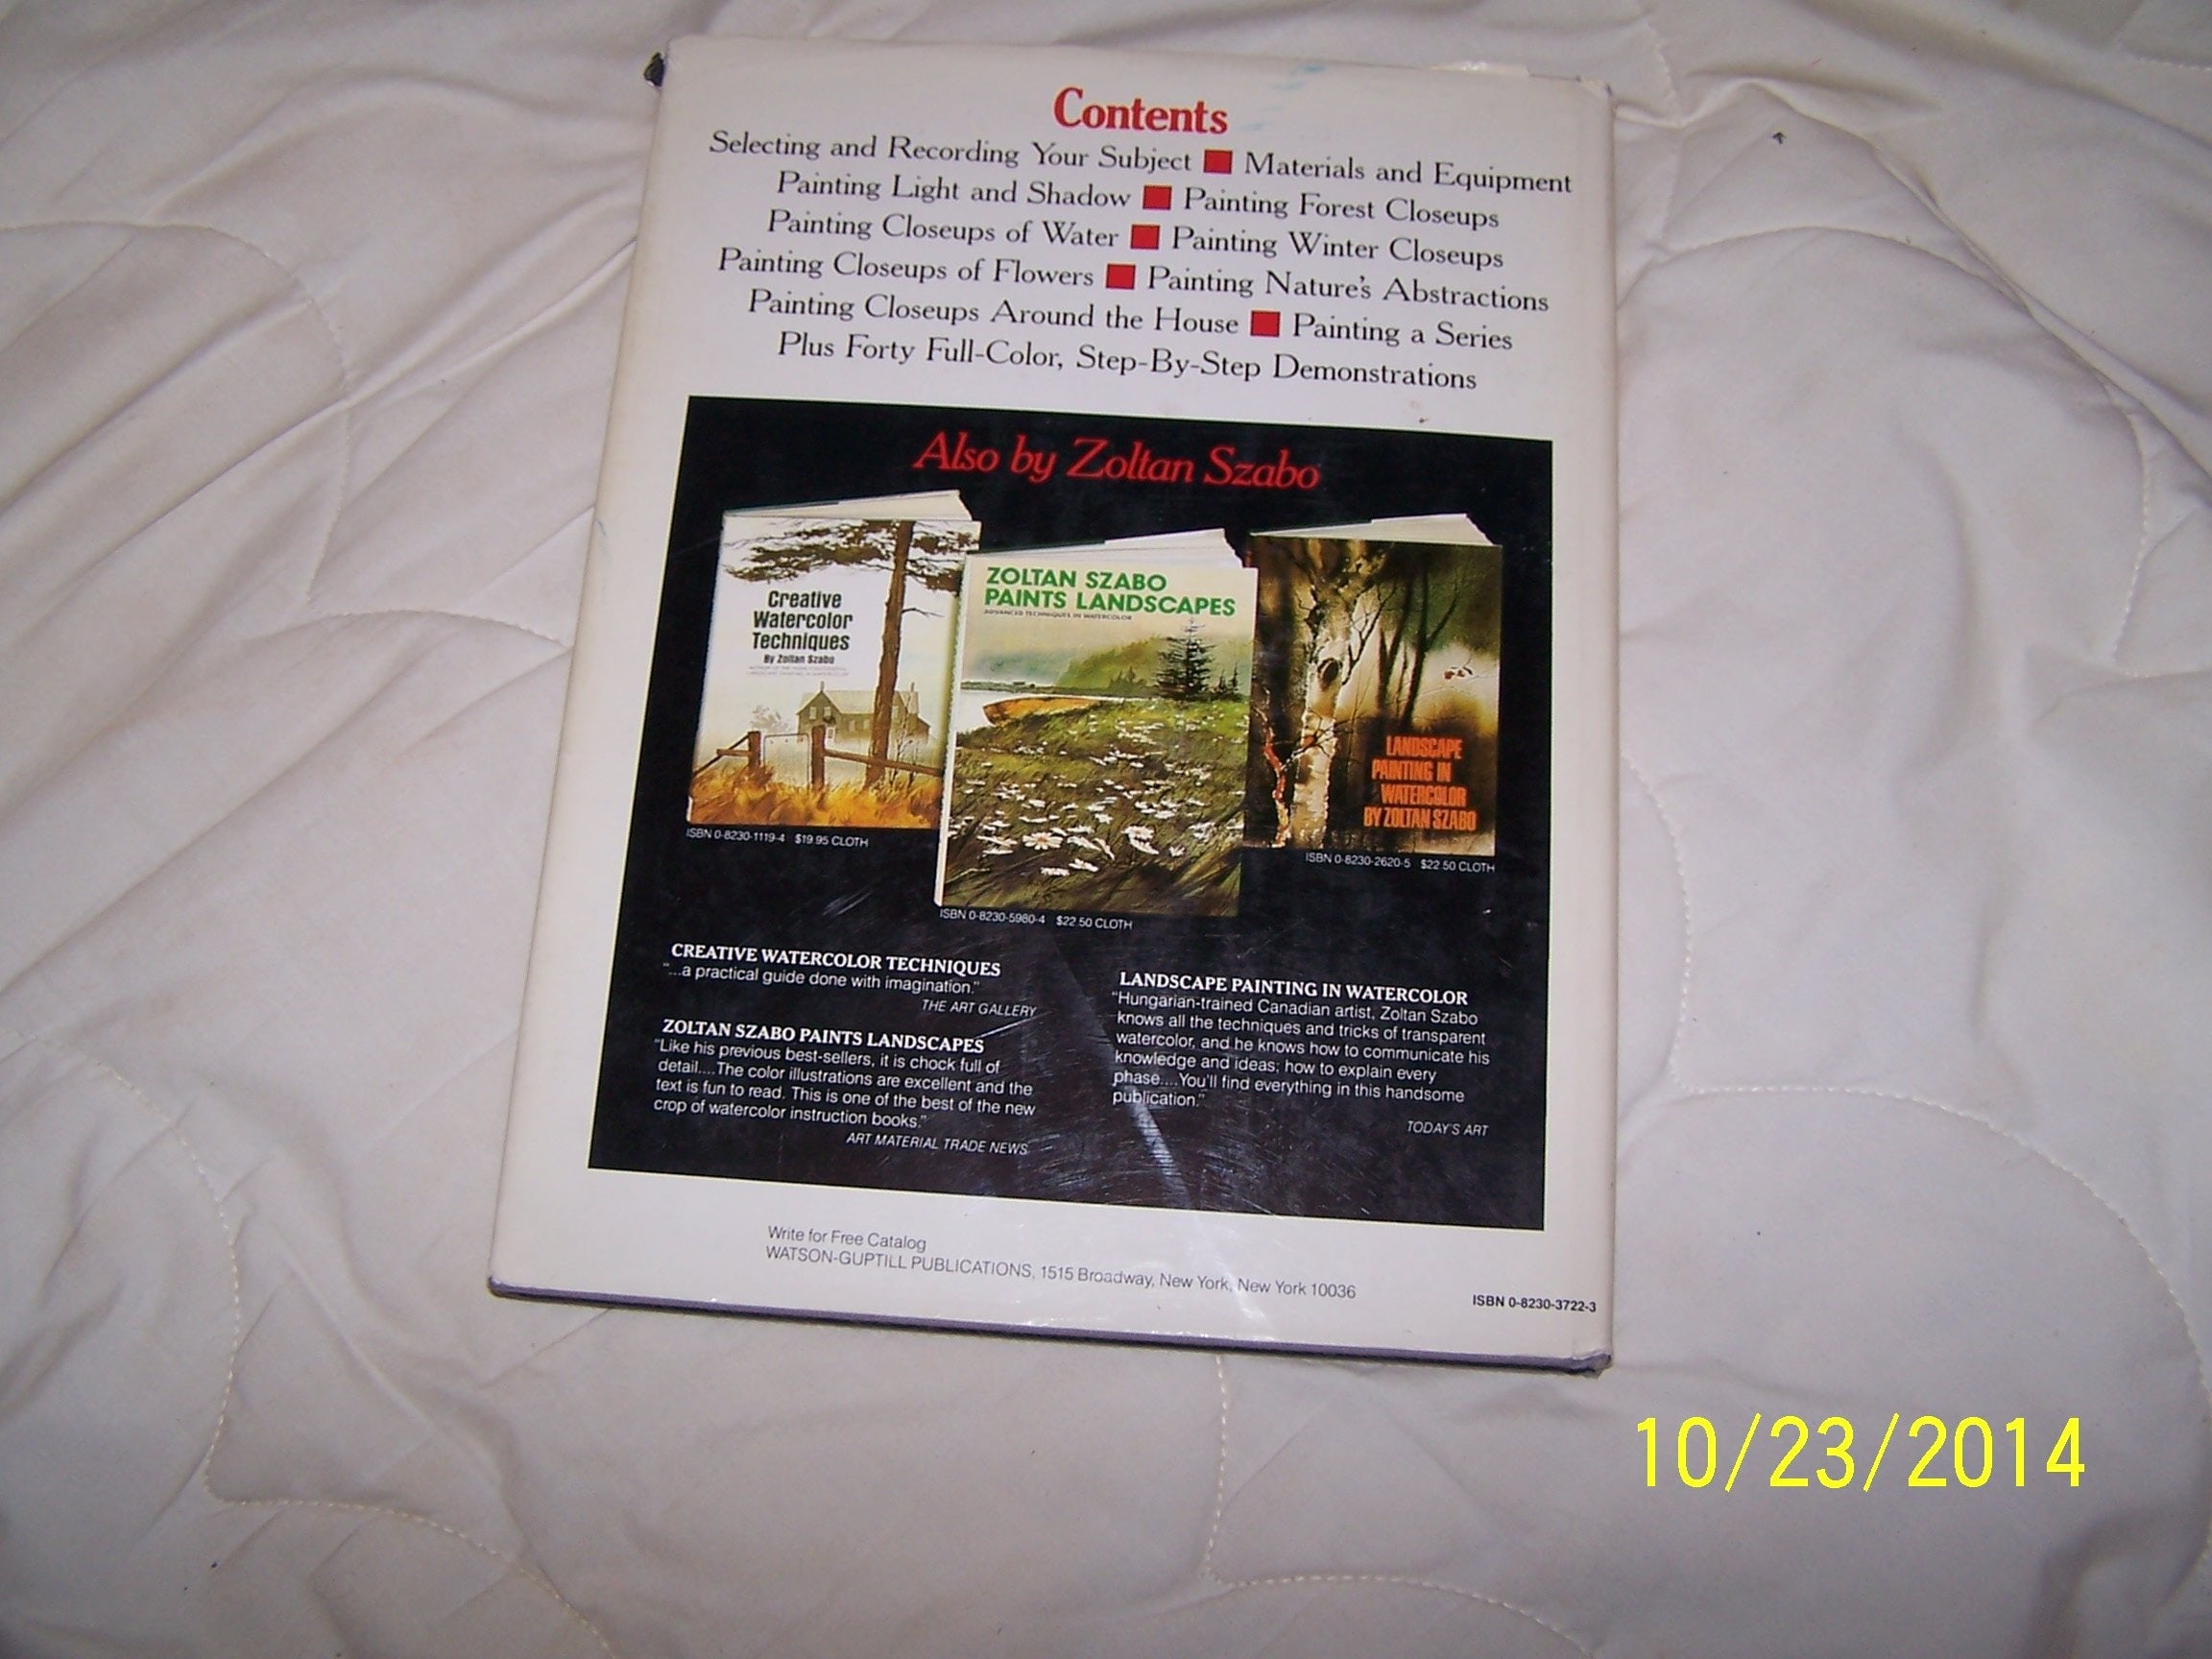 Contents
Selecting and Recording Your Subject ■ Materials and Equipment
Painting Light and Shadow ■ Painting Forest Closeups
Painting Closeups of Water ■ Painting Winter Closeups
Painting Closeups of Flowers ■ Painting Nature's Abstractions
Painting Closeups Around the House ■ Painting a Series
Plus Forty Full-Color, Step-By-Step Demonstrations
Also by Zoltan Szabo
Creative
Watercolor
Techniques
By Zoltan Szabo
ISBN 0-8230-1119-4 $19.95 CLOTH
ZOLTAN SZABO
PAINTS LANDSCAPES
ADVANCED TECHNIQUES IN WATERCOLOR
ISBN 0-8230-5980-4 $22.50 CLOTH
LANDSCAPE
PAINTING IN
WATERCOLOR
BY ZOLTAN SZABO
ISBN 0-8230-2620-5 $22.50 CLOTH
CREATIVE WATERCOLOR TECHNIQUES
"...a practical guide done with imagination."
THE ART GALLERY
ZOLTAN SZABO PAINTS LANDSCAPES
"Like his previous best-sellers, it is chock full of
detail....The color illustrations are excellent and the
text is fun to read. This is one of the best of the new
crop of watercolor instruction books."
ART MATERIAL TRADE NEWS
LANDSCAPE PAINTING IN WATERCOLOR
"Hungarian-trained Canadian artist, Zoltan Szabo
knows all the techniques and tricks of transparent
watercolor, and he knows how to communicate his
knowledge and ideas; how to explain every
phase....You'll find everything in this handsome
publication."
TODAY'S ART
Write for Free Catalog
WATSON-GUPTILL PUBLICATIONS, 1515 Broadway, New York, New York 10036
ISBN 0-8230-3722-3
10/23/2014